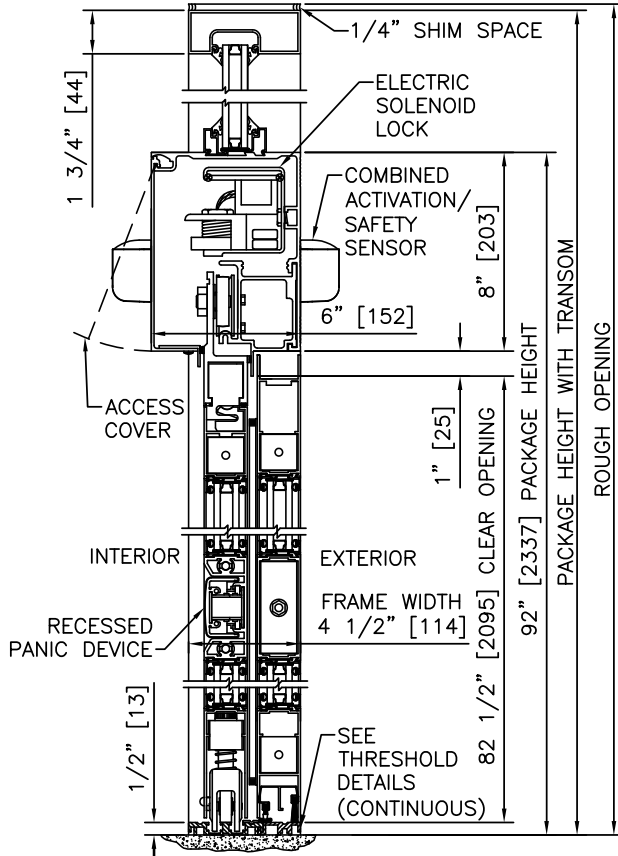 1/4” SHIM SPACE
1 3/4” [44]
ELECTRIC
SOLENOID
LOCK
COMBINED
ACTIVATION/
SAFETY
SENSOR
8” [203]
6” [152]
ACCESS
COVER
1” [25]
82 1/2” [2095] CLEAR OPENING
92” [2337] PACKAGE HEIGHT
PACKAGE HEIGHT WITH TRANSOM
ROUGH OPENING
INTERIOR
EXTERIOR
FRAME WIDTH
4 1/2” [114]
RECESSED
PANIC DEVICE
1/2” [13]
SEE
THRESHOLD
DETAILS
(CONTINUOUS)